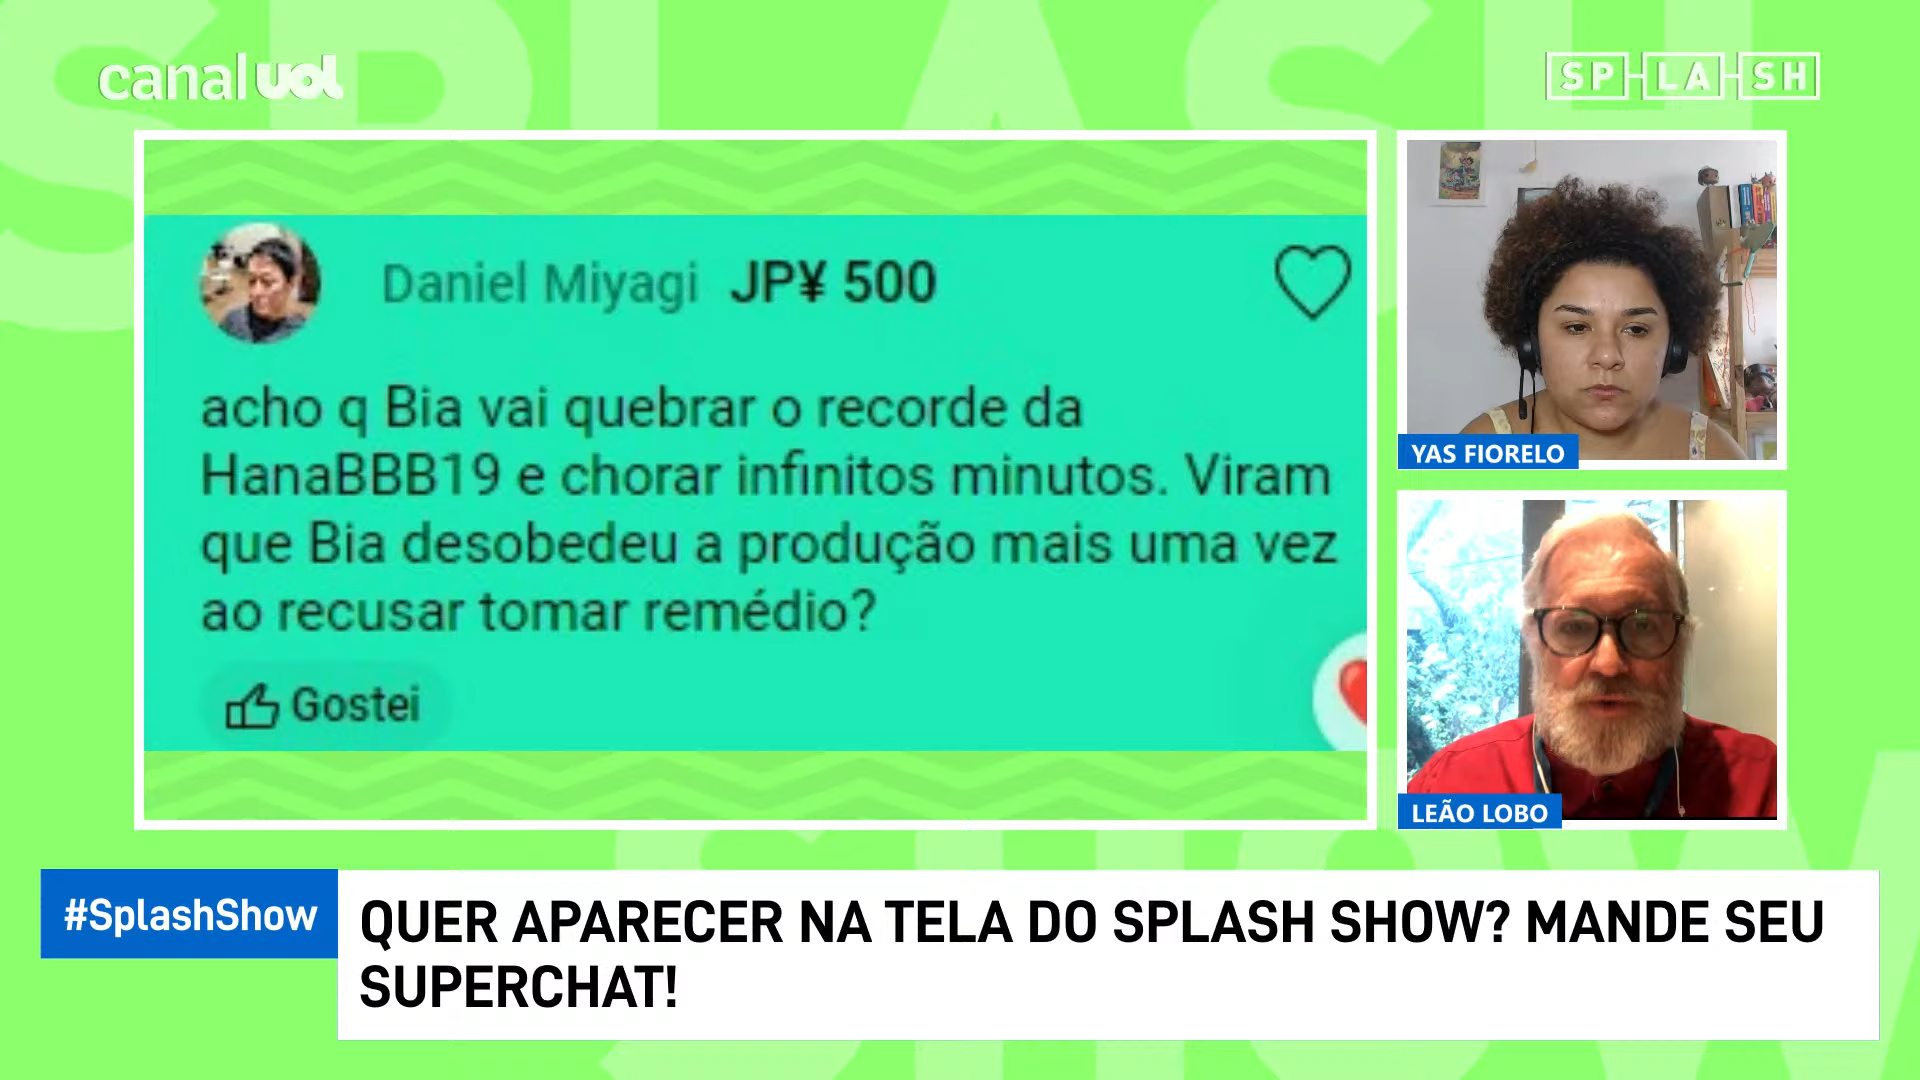 canal uol
SPLASH
Daniel Miyagi JP¥ 500
acho q Bia vai quebrar o recorde da
HanaBBB19 e chorar infinitos minutos. Viram
que Bia desobedeu a produção mais uma vez
ao recusar tomar remédio?
Gostei
YAS FIORELO
LEÃO LOBO
#SplashShow
QUER APARECER NA TELA DO SPLASH SHOW? MANDE SEU
SUPERCHAT!
SPLASH
SHOW